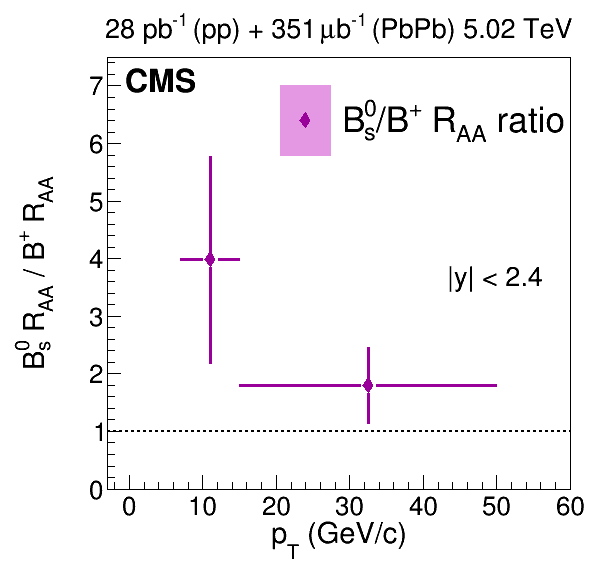 28 pb⁻¹ (pp) + 351 μb⁻¹ (PbPb) 5.02 TeV
CMS
B⁰ₛ/B⁺ R_AA ratio
|y| < 2.4
B⁰ₛ R_AA / B⁺ R_AA
7
6
5
4
3
2
1
0
0 10 20 30 40 50 60
p_T (GeV/c)